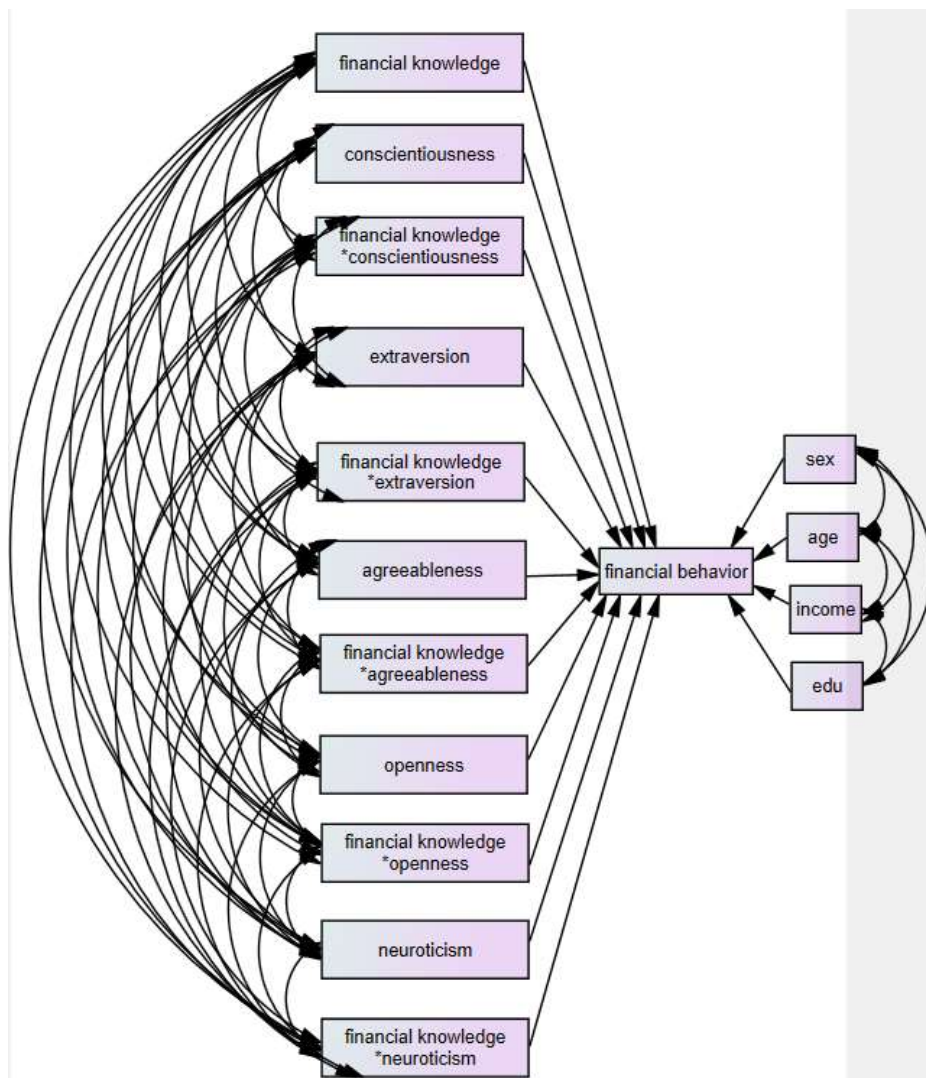 financial knowledge
conscientiousness
financial knowledge
*conscientiousness
extraversion
financial knowledge
*extraversion
agreeableness
financial knowledge
*agreeableness
openness
financial knowledge
*openness
neuroticism
financial knowledge
*neuroticism
financial behavior
sex
age
income
edu